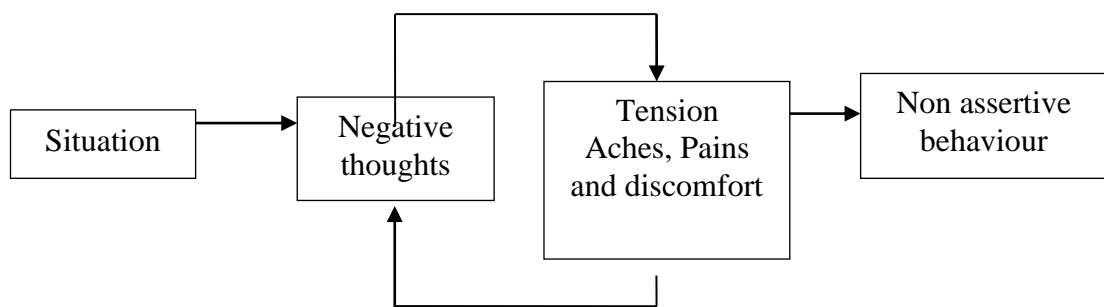 Situation
Negative
thoughts
Tension
Aches, Pains
and discomfort
Non assertive
behaviour